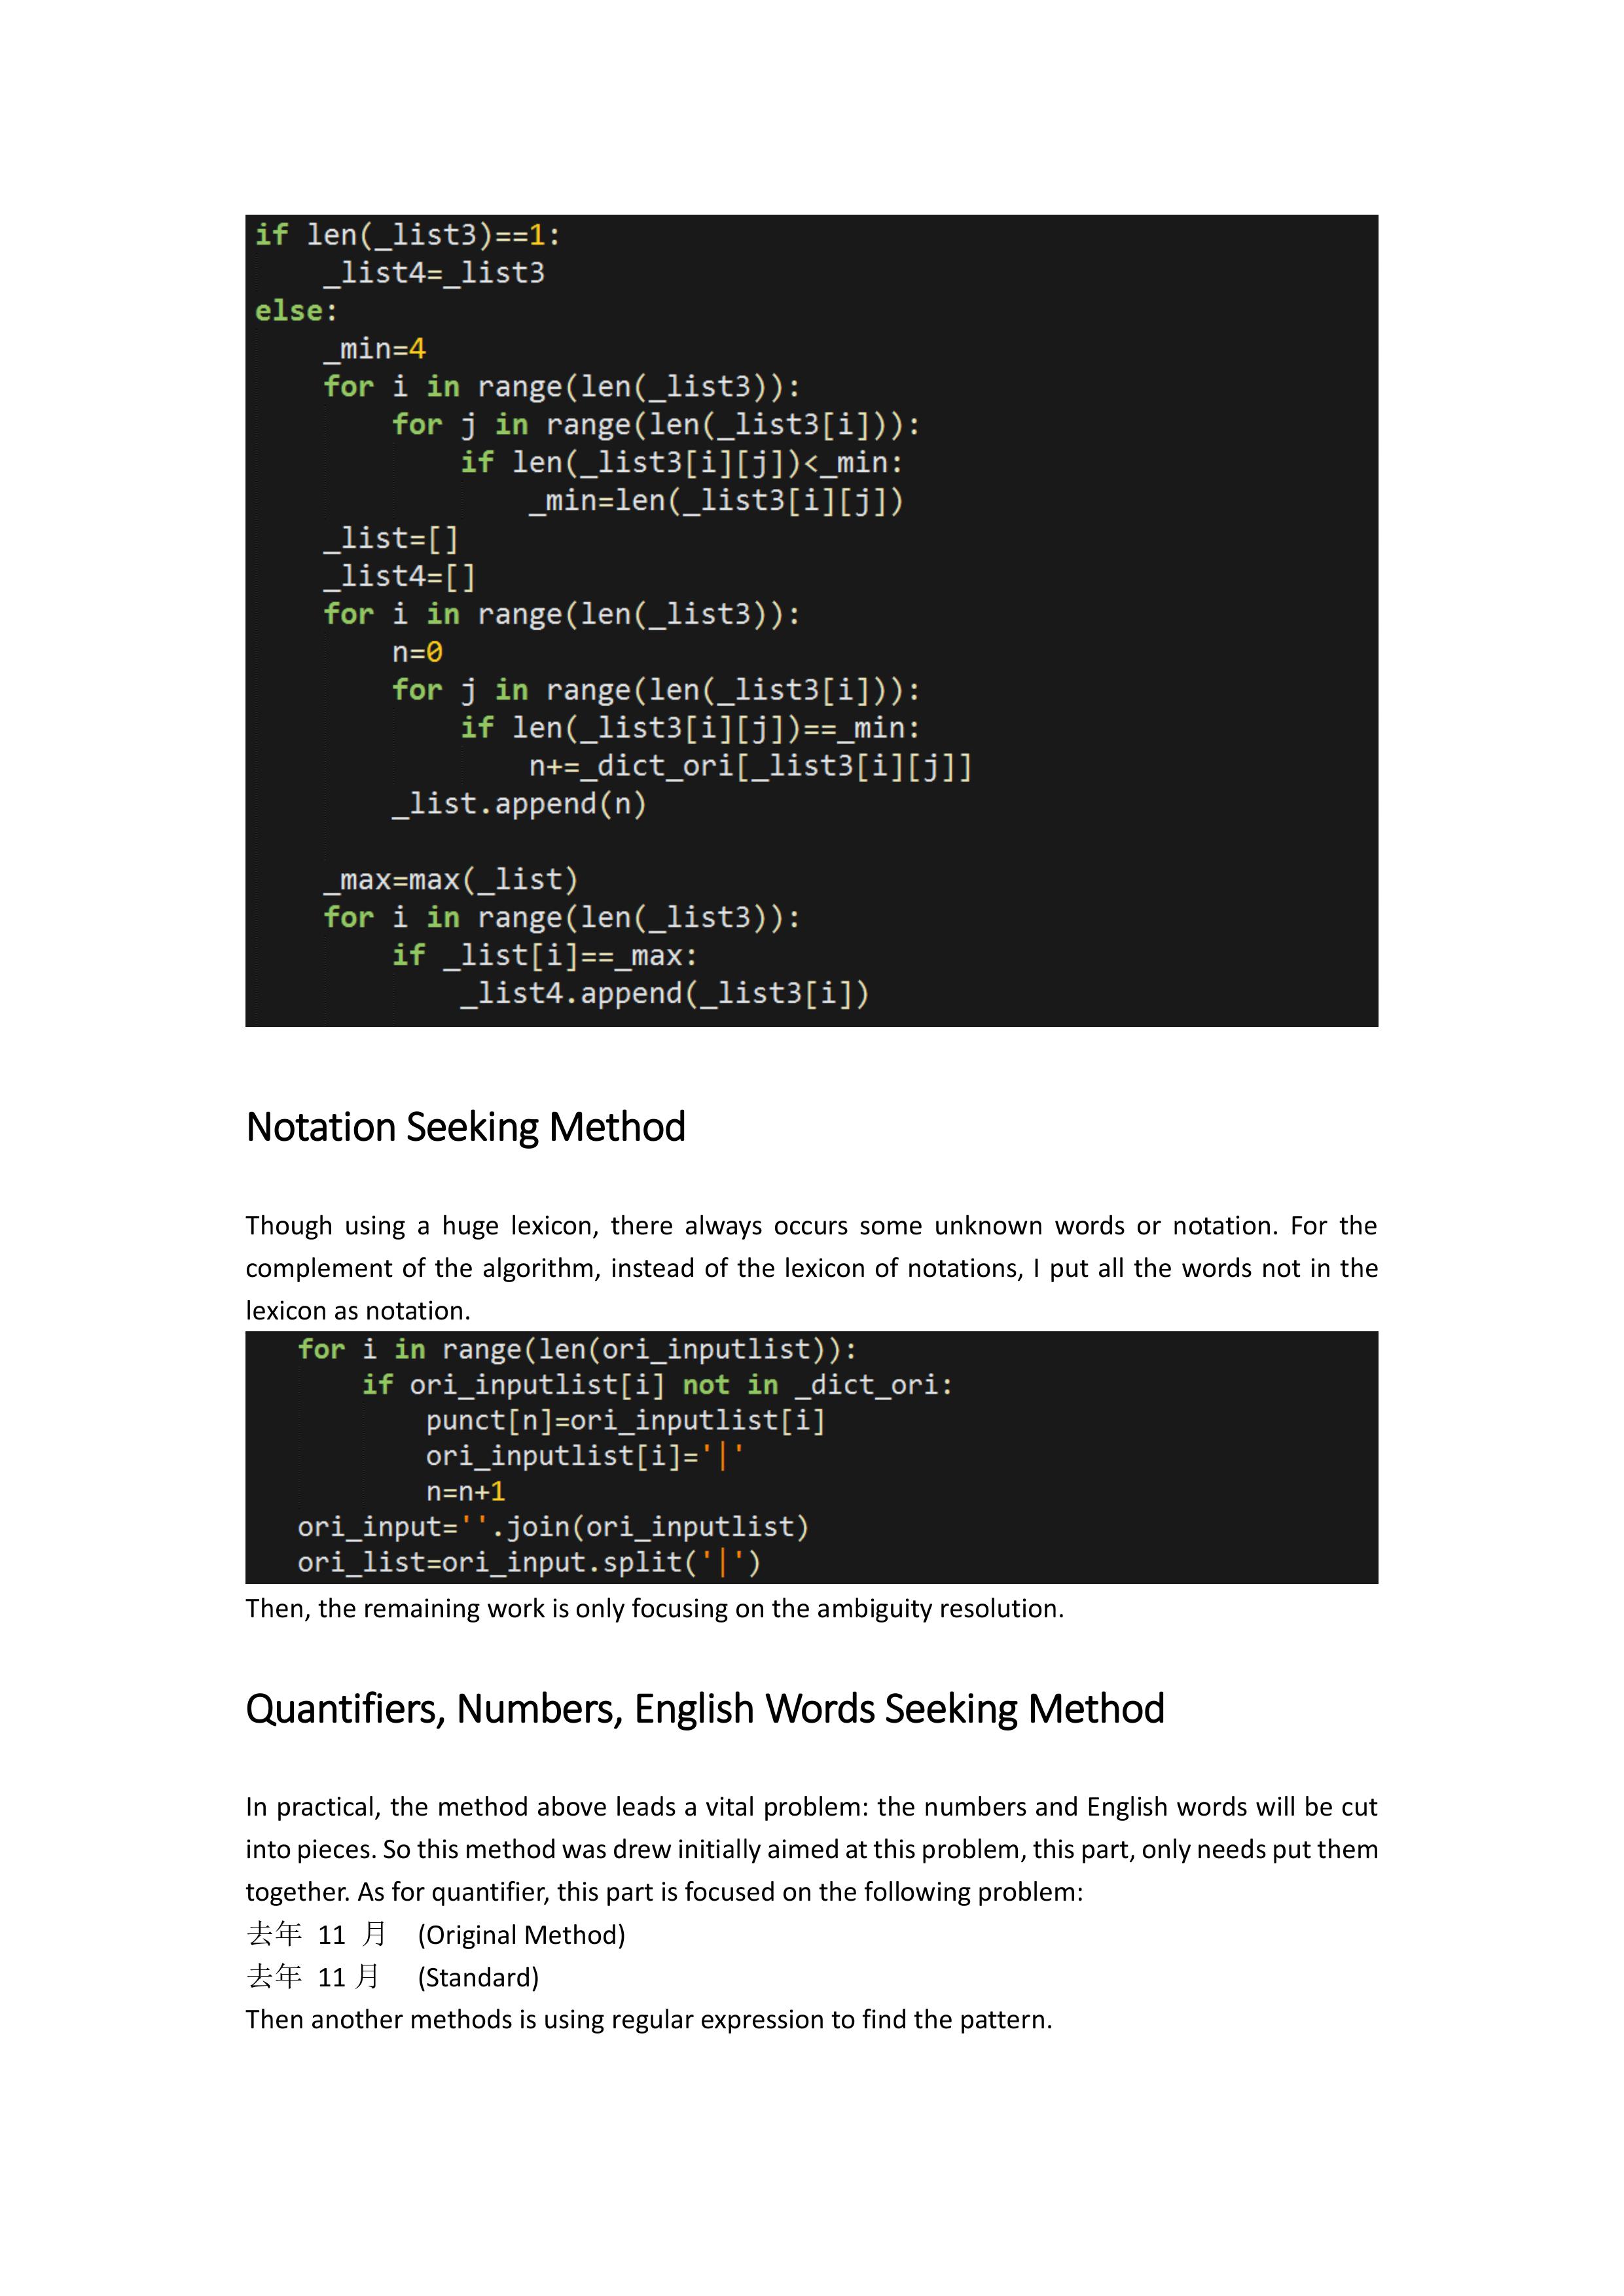 if len(_list3)==1:
    _list4=_list3
else:
    _min=4
    for i in range(len(_list3)):
        for j in range(len(_list3[i])):
            if len(_list3[i][j])<_min:
                _min=len(_list3[i][j])
    _list=[]
    _list4=[]
    for i in range(len(_list3)):
        n=0
        for j in range(len(_list3[i])):
            if len(_list3[i][j])==_min:
                n+=_dict_ori[_list3[i][j]]
        _list.append(n)

    _max=max(_list)
    for i in range(len(_list3)):
        if _list[i]==_max:
            _list4.append(_list3[i])
Notation Seeking Method
Though using a huge lexicon, there always occurs some unknown words or notation. For the
complement of the algorithm, instead of the lexicon of notations, I put all the words not in the
lexicon as notation.
for i in range(len(ori_inputlist)):
    if ori_inputlist[i] not in _dict_ori:
        punct[n]=ori_inputlist[i]
        ori_inputlist[i]='|'
        n=n+1
ori_input=''.join(ori_inputlist)
ori_list=ori_input.split('|')
Then, the remaining work is only focusing on the ambiguity resolution.
Quantifiers, Numbers, English Words Seeking Method
In practical, the method above leads a vital problem: the numbers and English words will be cut
into pieces. So this method was drew initially aimed at this problem, this part, only needs put them
together. As for quantifier, this part is focused on the following problem:
去年 11 月 (Original Method)
去年 11月 (Standard)
Then another methods is using regular expression to find the pattern.